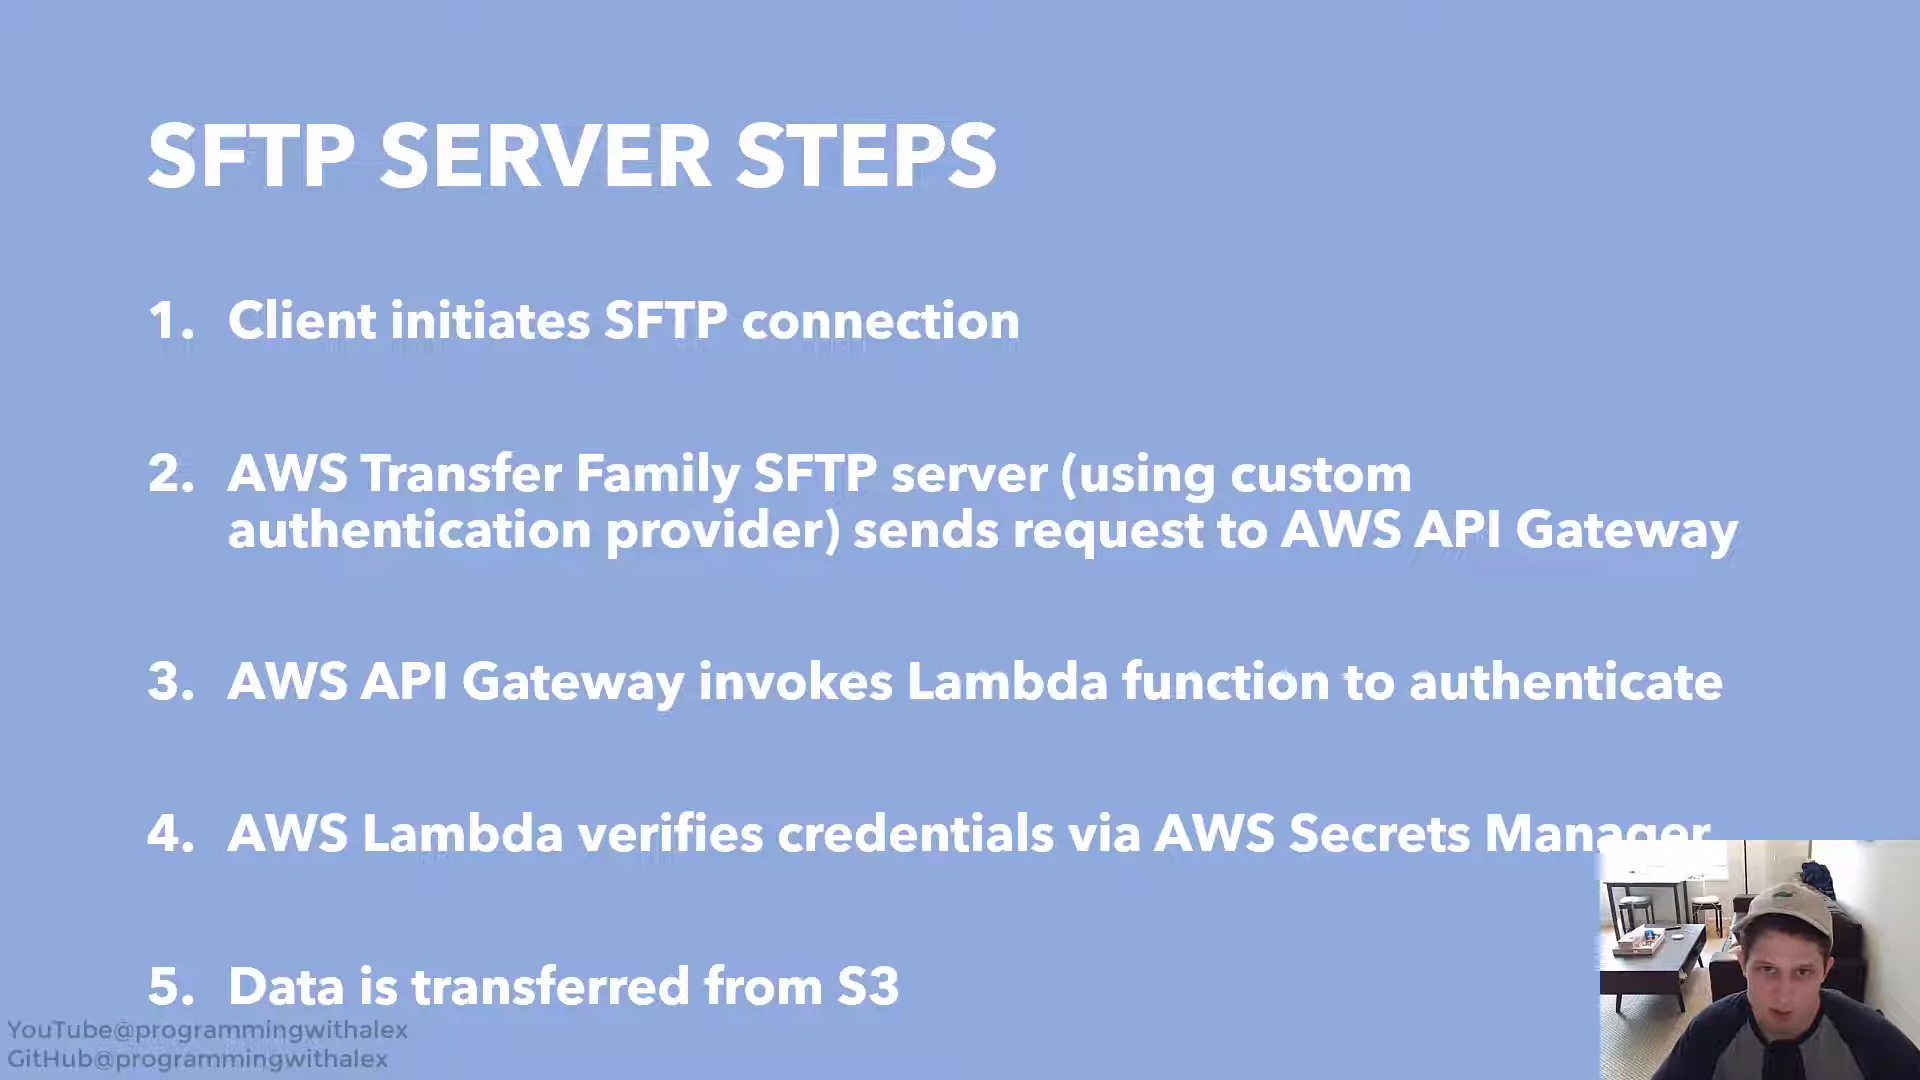 SFTP SERVER STEPS
1. Client initiates SFTP connection
2. AWS Transfer Family SFTP server (using custom
authentication provider) sends request to AWS API Gateway
3. AWS API Gateway invokes Lambda function to authenticate
4. AWS Lambda verifies credentials via AWS Secrets Manager
5. Data is transferred from S3
YouTube@programmingwithalex
GitHub@programmingwithalex